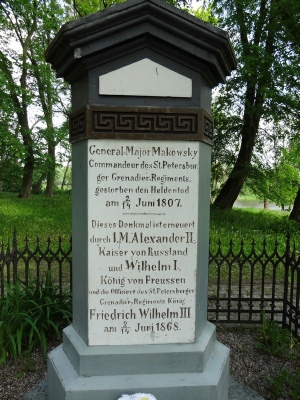 General-Major Makowsky
Commandeur des St. Petersbur
ger Grenadier, Regiments,
gestorben den Heldentod
am 2/14 Juni 1807.
Dieses Denkmal ist erneuert
durch I.M. Alexander II.
Kaiser von Russland
und Wilhelm I.
König von Preussen
und die Officiere des St. Petersburger
Grenadier, Regiments König
Friedrich Wilhelm III.
am 2/14 Juni 1868.